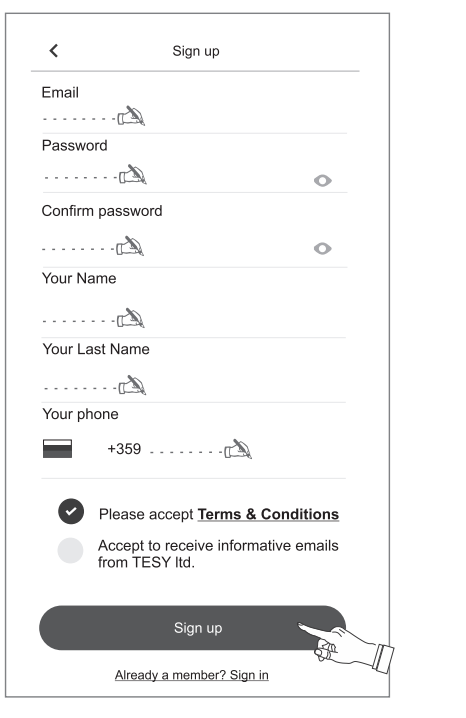 Sign up
Email
Password
Confirm password
Your Name
Your Last Name
Your phone
+359
Please accept Terms & Conditions
Accept to receive informative emails
from TESY ltd.
Sign up
Already a member? Sign in